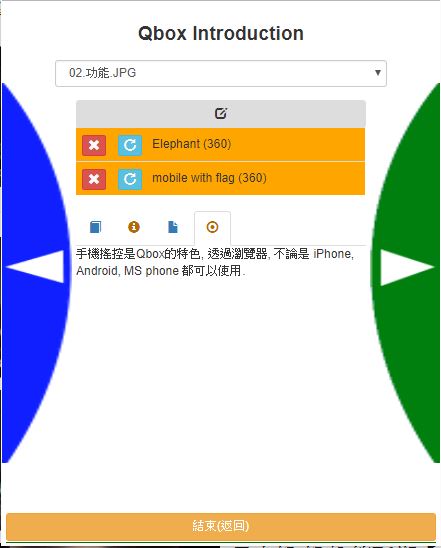 Qbox Introduction
02.功能.JPG
Elephant (360)
mobile with flag (360)
手機搖控是Qbox的特色, 透過瀏覽器, 不論是 iPhone,
Android, MS phone 都可以使用.
結束(返回)